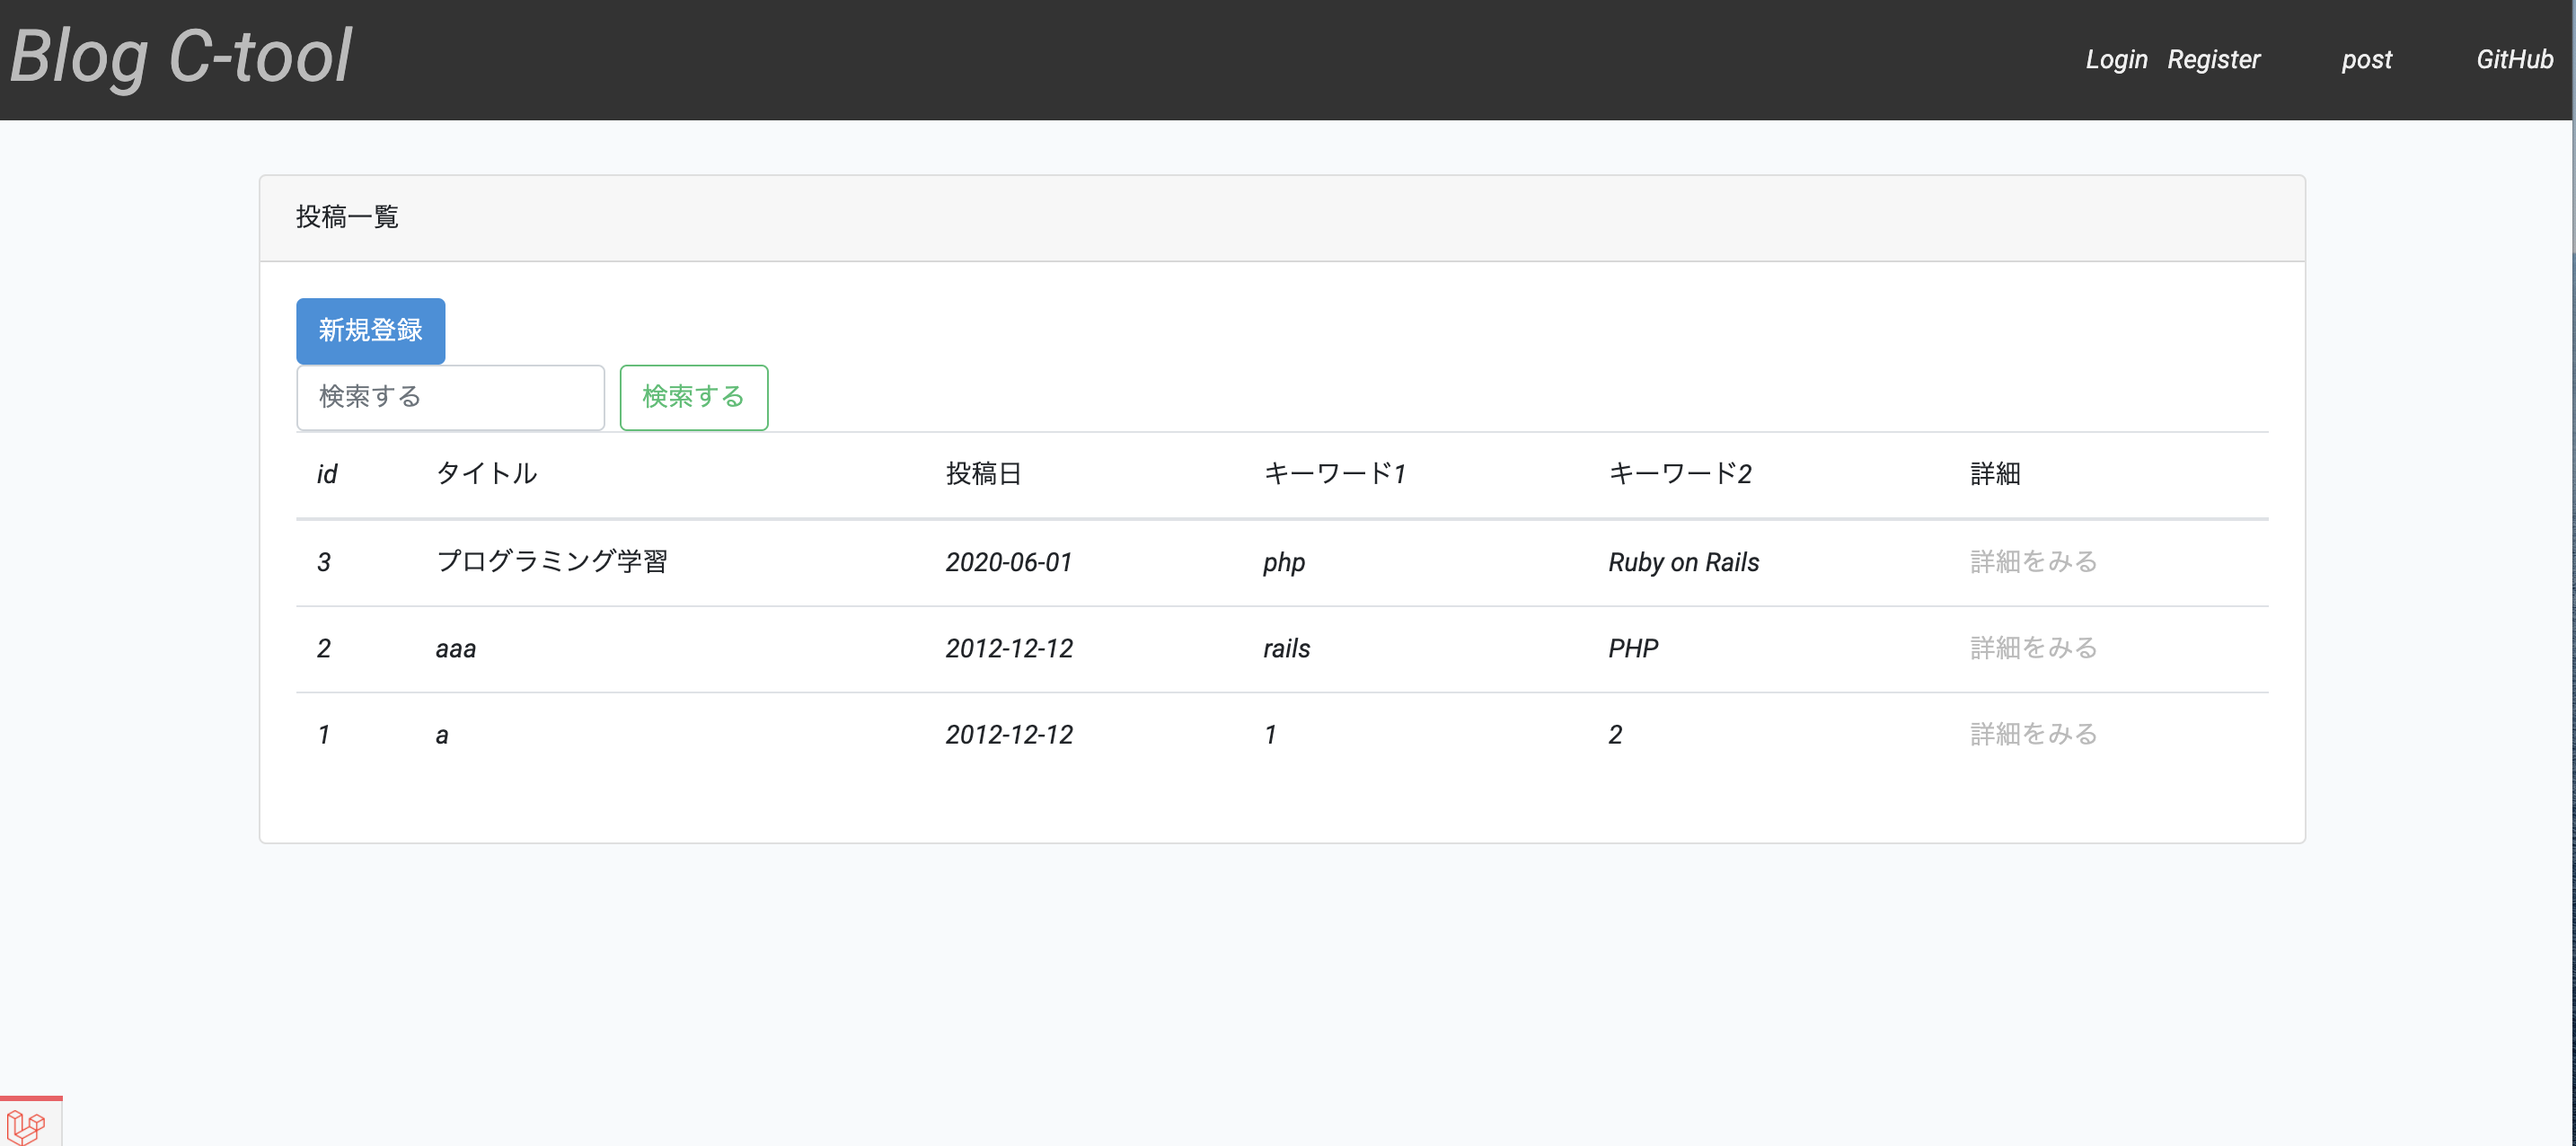 Blog C-tool
Login Register post GitHub
投稿一覧
新規登録
検索する 検索する
id タイトル 投稿日 キーワード1 キーワード2 詳細
3 プログラミング学習 2020-06-01 php Ruby on Rails 詳細をみる
2 aaa 2012-12-12 rails PHP 詳細をみる
1 a 2012-12-12 1 2 詳細をみる